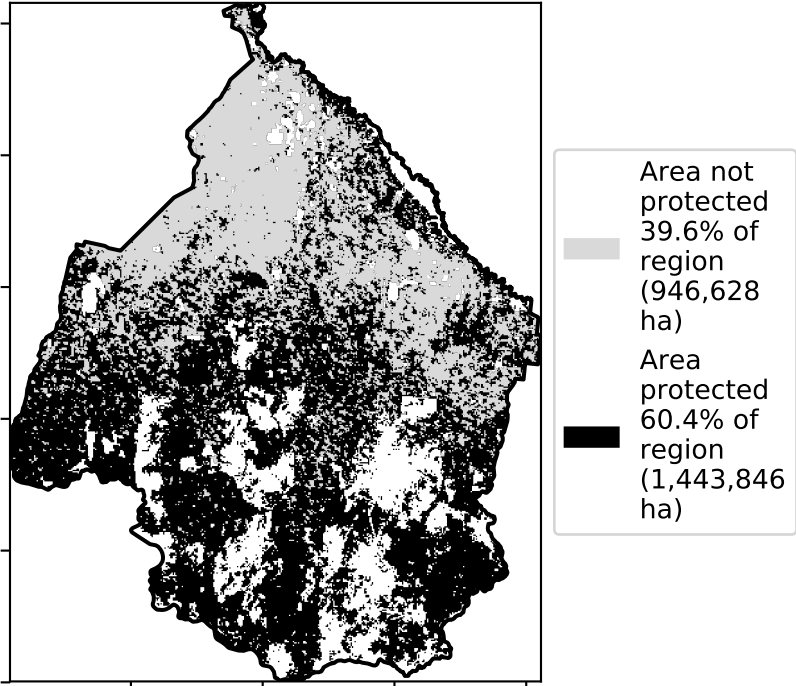 Area not
protected
39.6% of
region
(946,628
ha)
Area
protected
60.4% of
region
(1,443,846
ha)